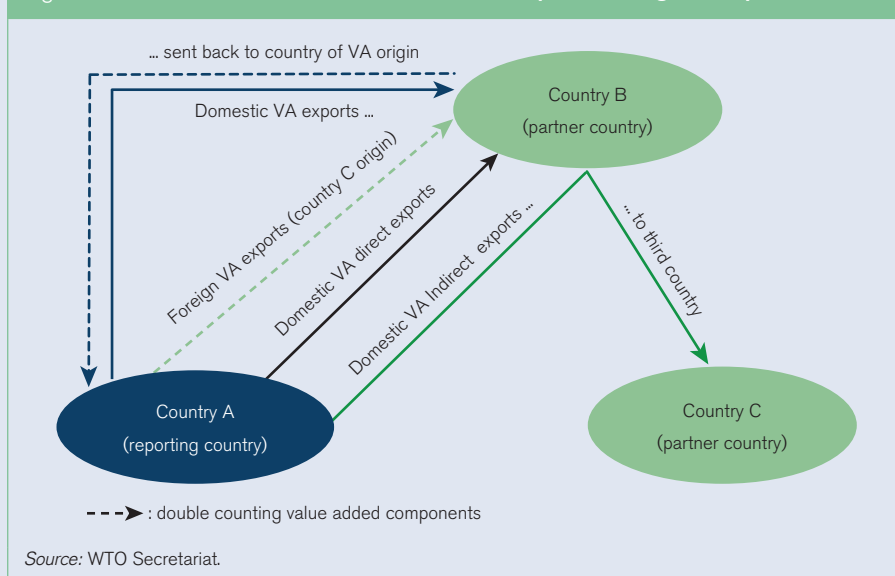 ... sent back to country of VA origin
Domestic VA exports ...
Country B
(partner country)
Foreign VA exports (country C origin)
Domestic VA direct exports
Domestic VA Indirect exports ...
... to third country
Country A
(reporting country)
Country C
(partner country)
: double counting value added components
Source: WTO Secretariat.